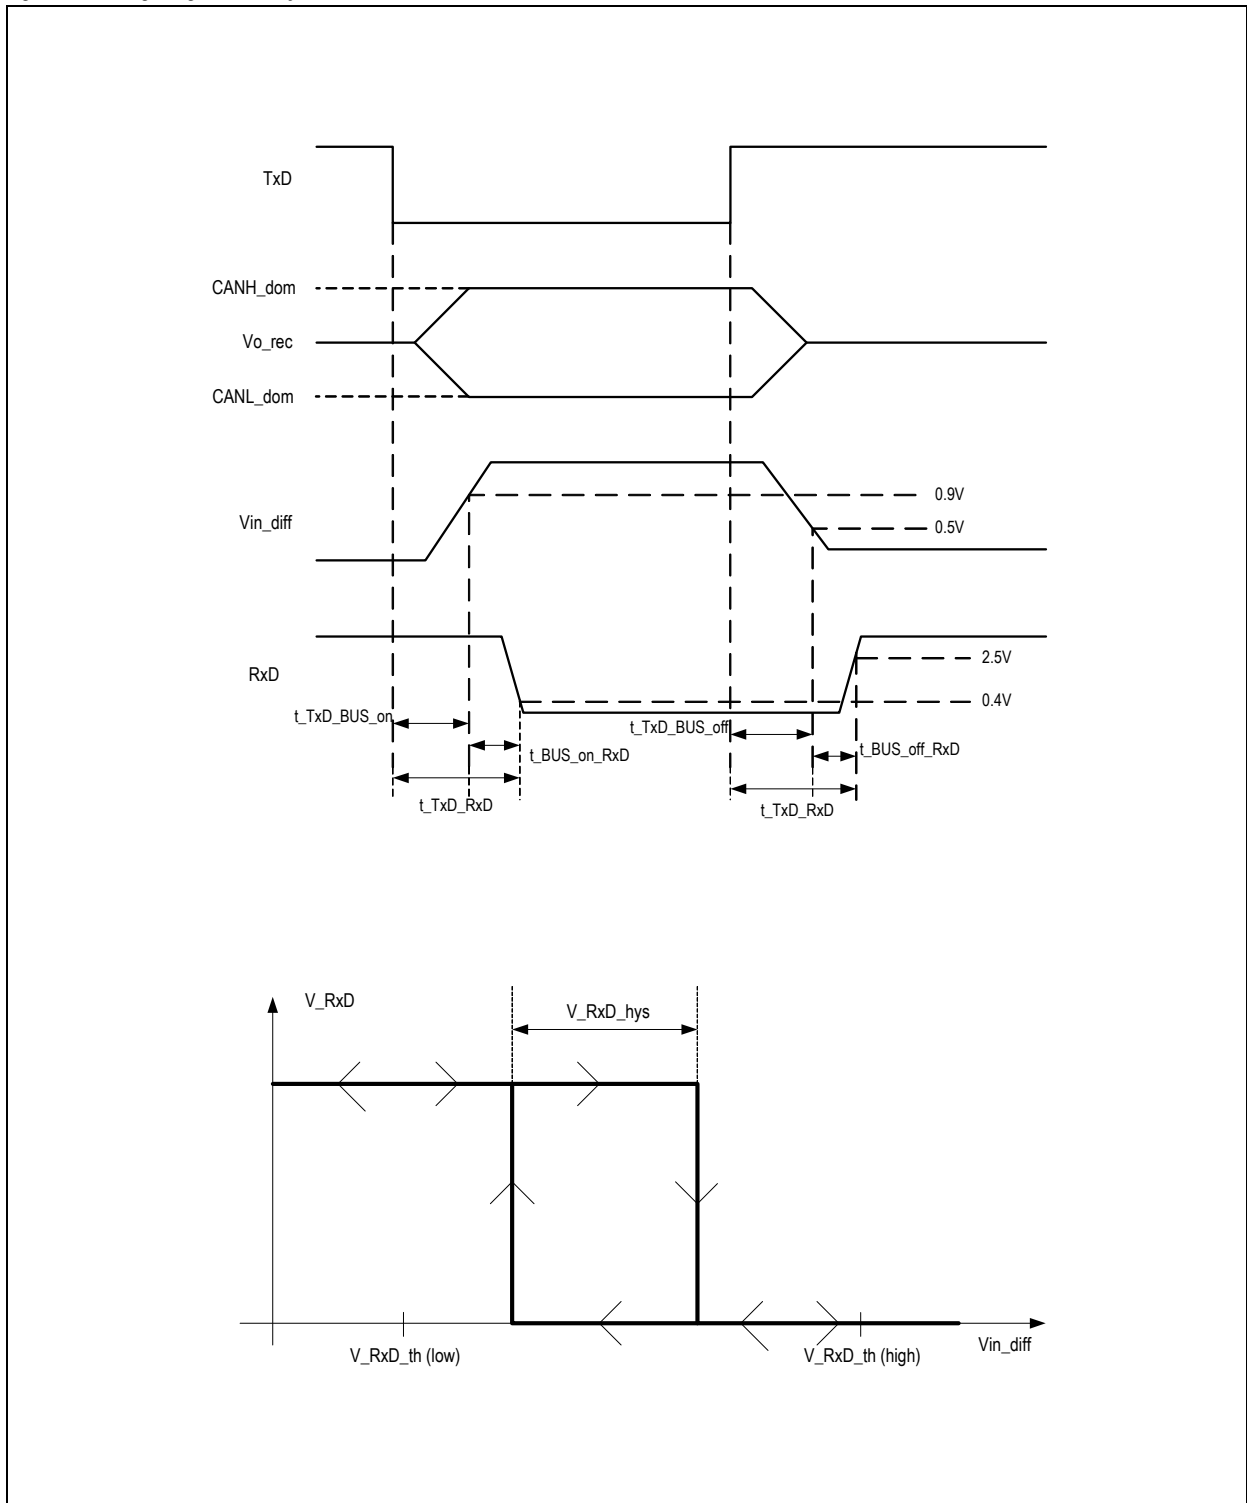 TxD
CANH_dom
Vo_rec
CANL_dom
0.9V
Vin_diff
0.5V
2.5V
RxD
0.4V
t_TxD_BUS_on
t_TxD_BUS_off
t_BUS_on_RxD
t_BUS_off_RxD
t_TxD_RxD
t_TxD_RxD
V_RxD
V_RxD_hys
V_RxD_th (low)
V_RxD_th (high)
Vin_diff